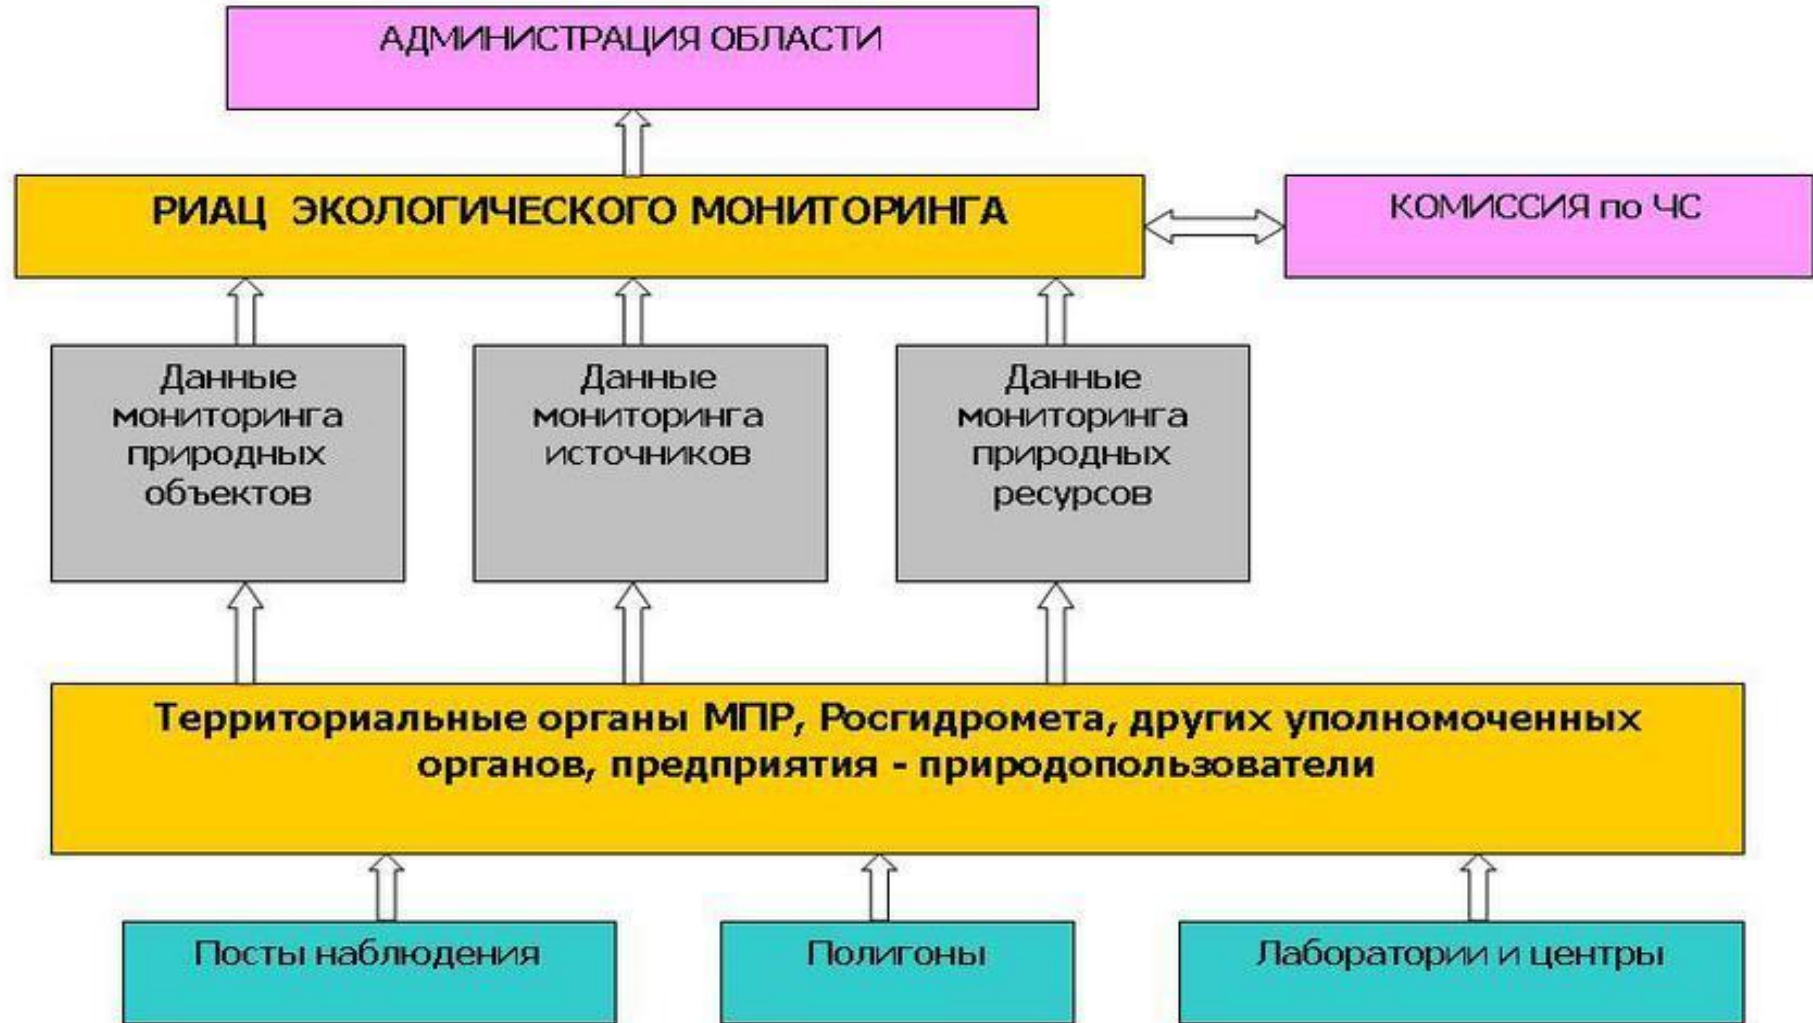 АДМИНИСТРАЦИЯ ОБЛАСТИ
РИАЦ ЭКОЛОГИЧЕСКОГО МОНИТОРИНГА
КОМИССИЯ по ЧС
Данные
мониторинга
природных
объектов
Данные
мониторинга
источников
Данные
мониторинга
природных
ресурсов
Территориальные органы МПР, Росгидромета, других уполномоченных
органов, предприятия - природопользователи
Посты наблюдения
Полигоны
Лаборатории и центры